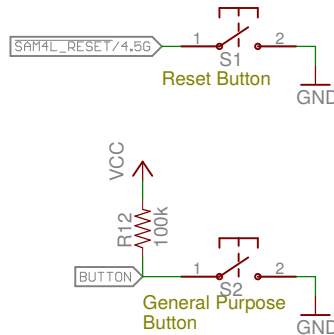 SAM4L_RESET/4.5G
1
2
S1
Reset Button
GND
VCC
R12
100k
BUTTON
1
2
S2
General Purpose
Button
GND